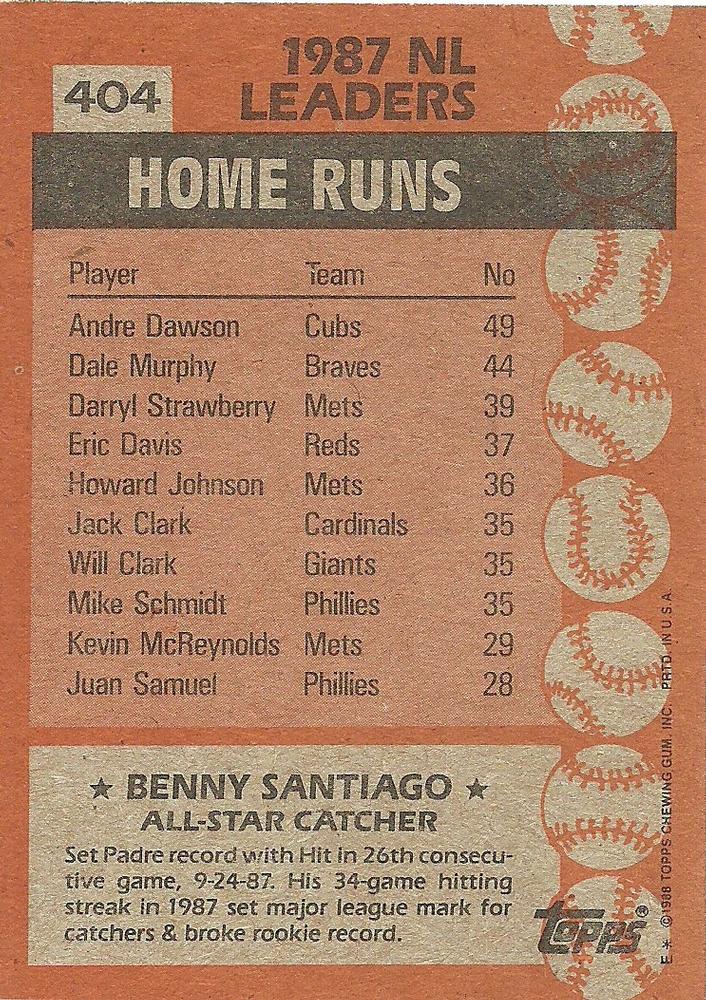 404
1987 NL
LEADERS
HOME RUNS
Player Team No
Andre Dawson Cubs 49
Dale Murphy Braves 44
Darryl Strawberry Mets 39
Eric Davis Reds 37
Howard Johnson Mets 36
Jack Clark Cardinals 35
Will Clark Giants 35
Mike Schmidt Phillies 35
Kevin McReynolds Mets 29
Juan Samuel Phillies 28
★ BENNY SANTIAGO ★
ALL-STAR CATCHER
Set Padre record with Hit in 26th consecu-
tive game, 9-24-87. His 34-game hitting
streak in 1987 set major league mark for
catchers & broke rookie record.
Topps®
E * ©1988 TOPPS CHEWING GUM, INC. PRTD. IN U.S.A.